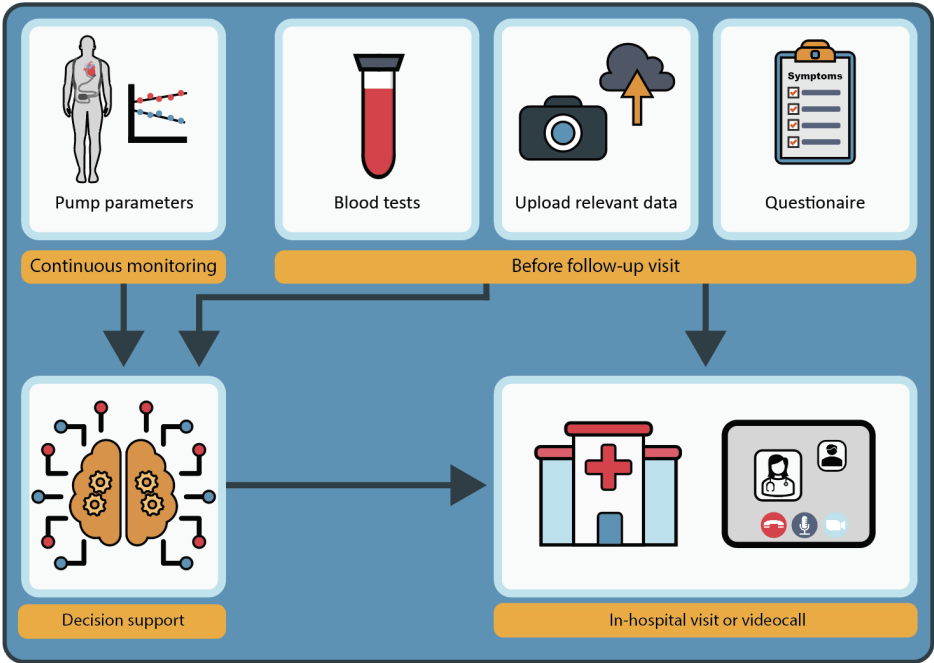 Symptoms
Pump parameters
Blood tests
Upload relevant data
Questionaire
Continuous monitoring
Before follow-up visit
Decision support
In-hospital visit or videocall